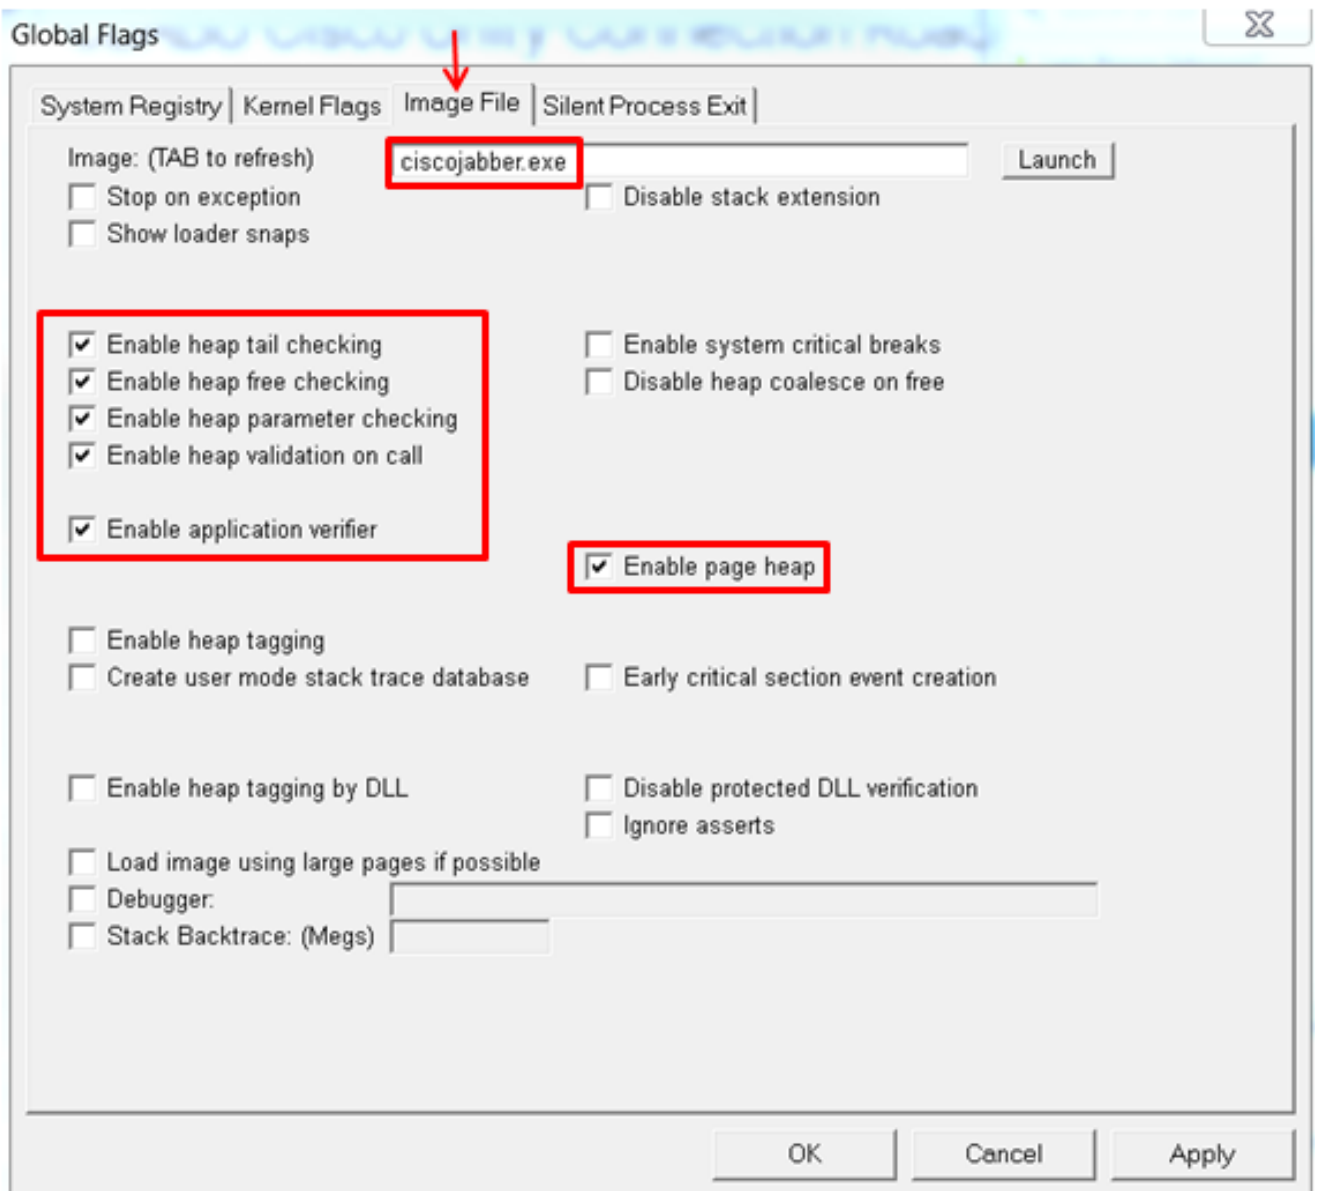 Global Flags
System Registry Kernel Flags Image File Silent Process Exit
Image: (TAB to refresh) ciscojabber.exe Launch
Stop on exception Disable stack extension
Show loader snaps
Enable heap tail checking Enable system critical breaks
Enable heap free checking Disable heap coalesce on free
Enable heap parameter checking
Enable heap validation on call
Enable application verifier
Enable page heap
Enable heap tagging
Create user mode stack trace database Early critical section event creation
Enable heap tagging by DLL Disable protected DLL verification
Ignore asserts
Load image using large pages if possible
Debugger:
Stack Backtrace: (Megs)
OK Cancel Apply